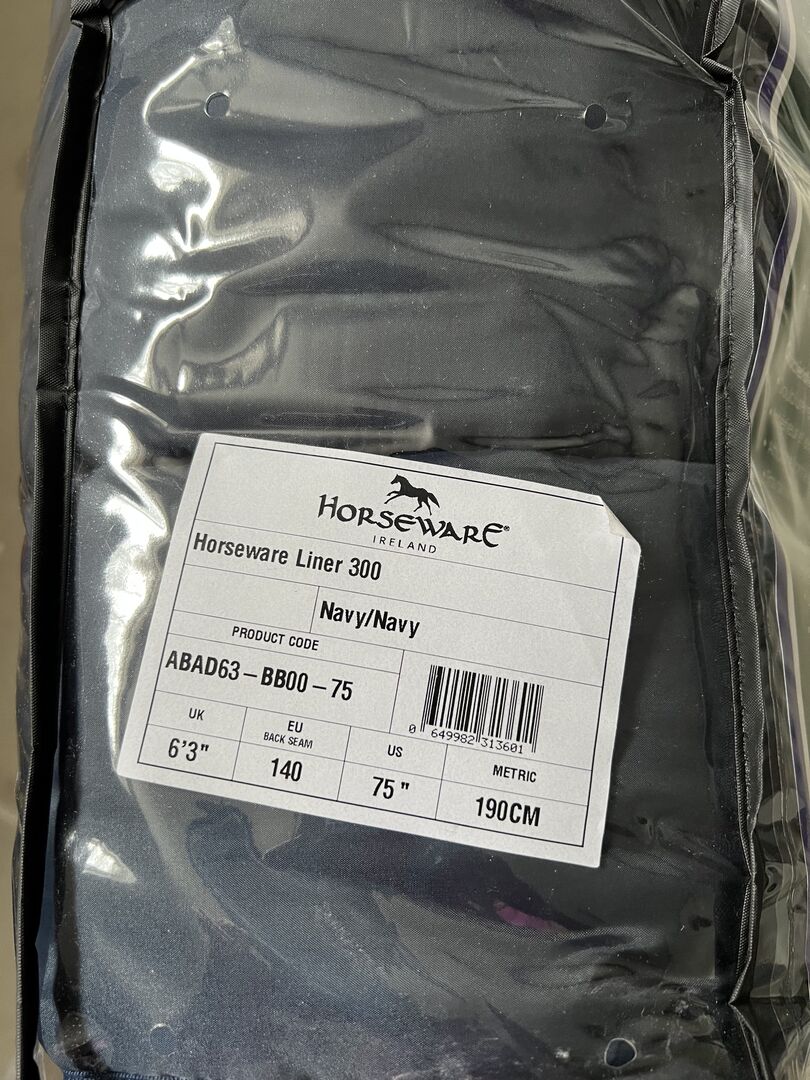 HORSEWARE®
IRELAND
Horseware Liner 300
Navy/Navy
PRODUCT CODE
ABAD63-BB00-75
0 649982 313601
UK
6'3"
EU
BACK SEAM
140
US
75"
METRIC
190CM